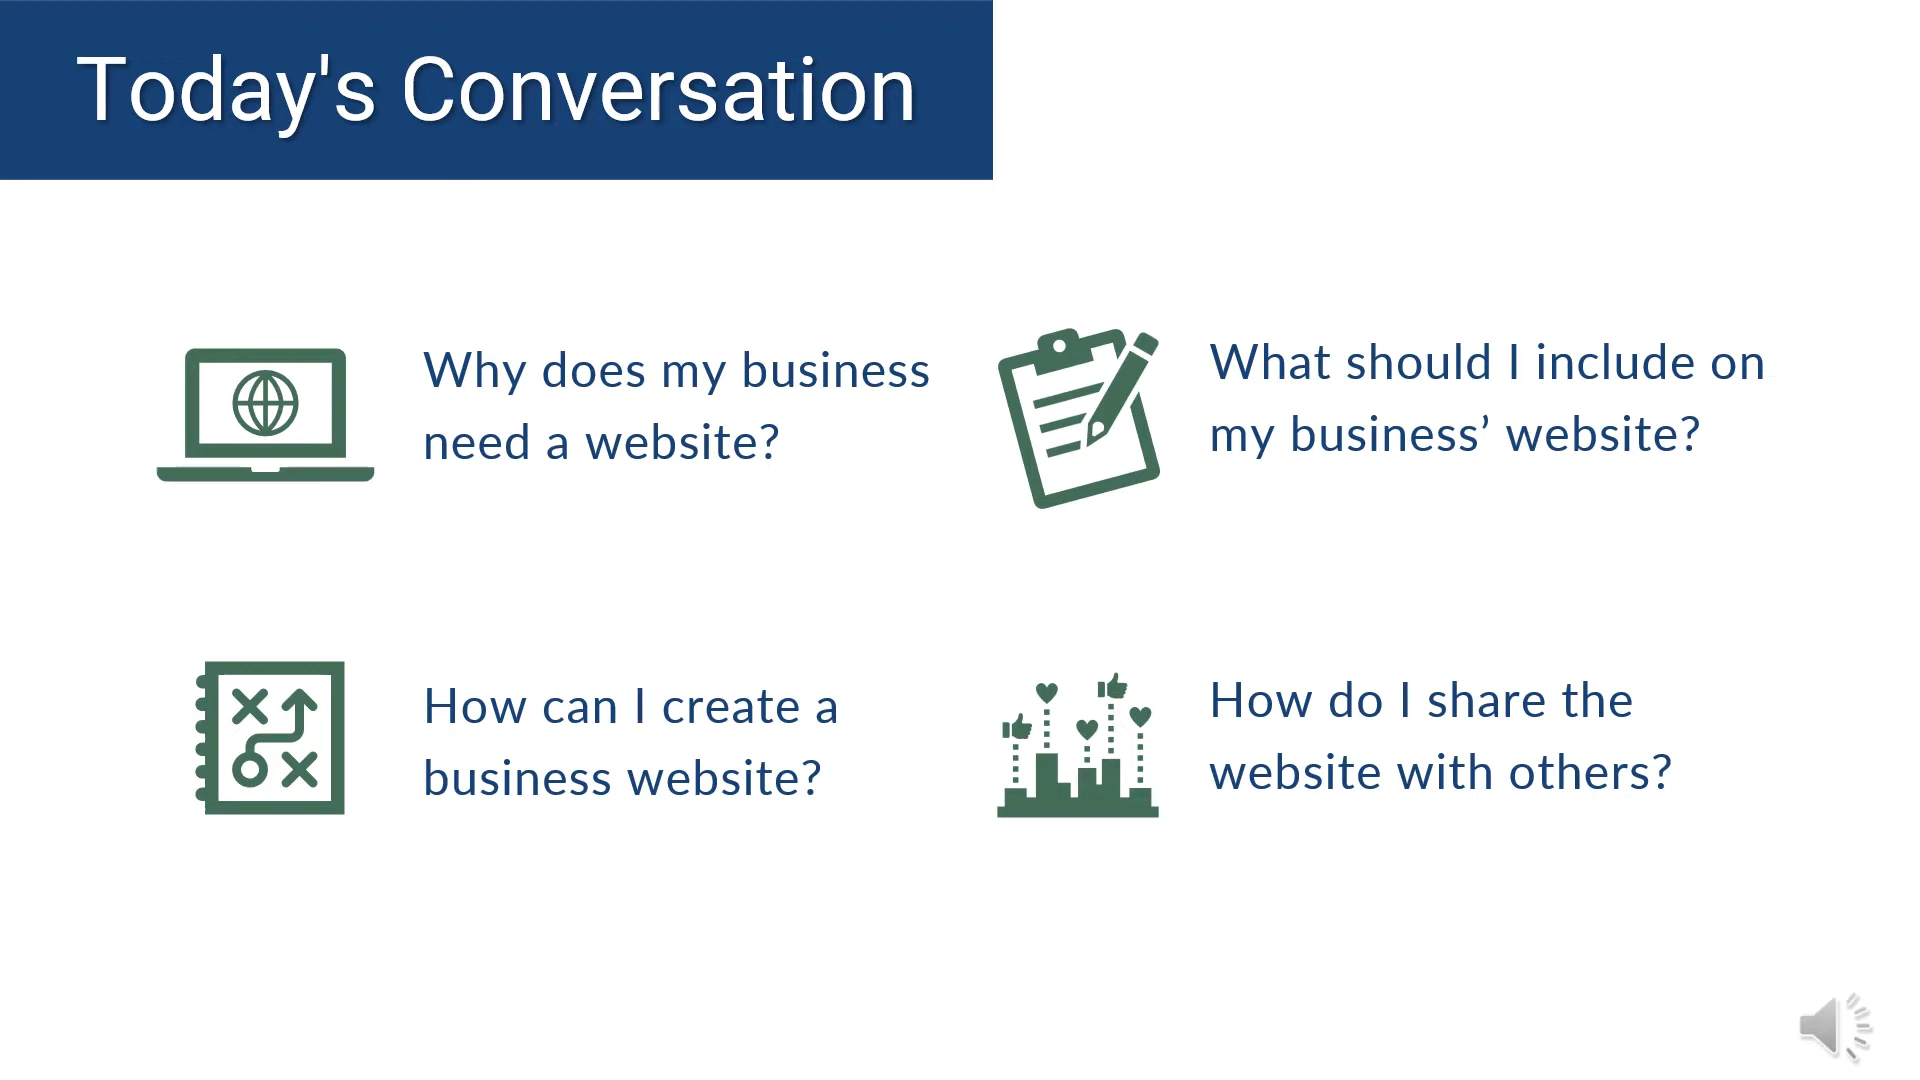 Today's Conversation
Why does my business
need a website?
What should I include on
my business’ website?
How can I create a
business website?
How do I share the
website with others?